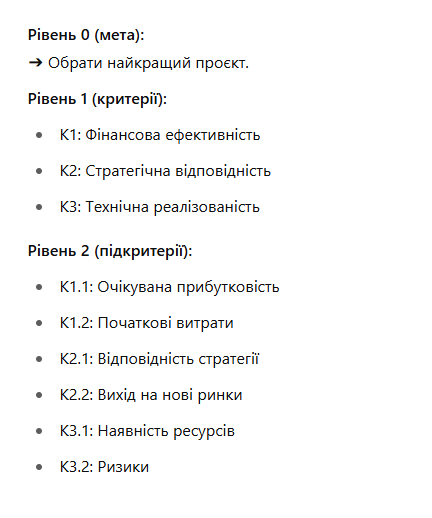 Рівень 0 (мета):
➔ Обрати найкращий проєкт.
Рівень 1 (критерії):
• К1: Фінансова ефективність
• К2: Стратегічна відповідність
• К3: Технічна реалізованість
Рівень 2 (підкритерії):
• К1.1: Очікувана прибутковість
• К1.2: Початкові витрати
• К2.1: Відповідність стратегії
• К2.2: Вихід на нові ринки
• К3.1: Наявність ресурсів
• К3.2: Ризики